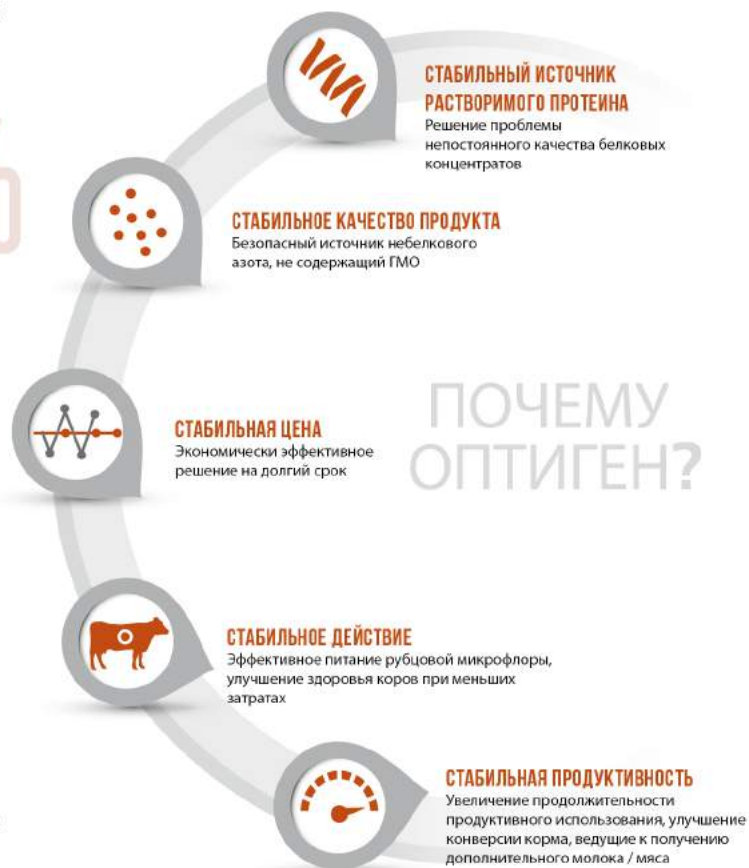 СТАБИЛЬНЫЙ ИСТОЧНИК
РАСТВОРИМОГО ПРОТЕИНА
Решение проблемы
непостоянного качества белковых
концентратов
СТАБИЛЬНОЕ КАЧЕСТВО ПРОДУКТА
Безопасный источник небелкового
азота, не содержащий ГМО
СТАБИЛЬНАЯ ЦЕНА
Экономически эффективное
решение на долгий срок
ПОЧЕМУ
ОПТИГЕН?
СТАБИЛЬНОЕ ДЕЙСТВИЕ
Эффективное питание рубцовой микрофлоры,
улучшение здоровья коров при меньших
затратах
СТАБИЛЬНАЯ ПРОДУКТИВНОСТЬ
Увеличение продолжительности
продуктивного использования, улучшение
конверсии корма, ведущие к получению
дополнительного молока / мяса